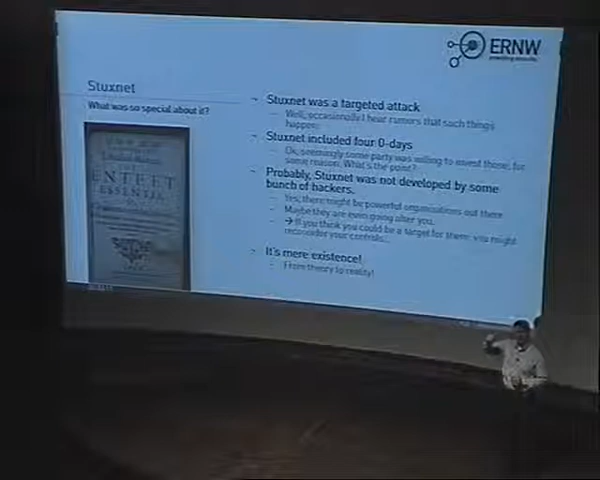 ERNW
Stuxnet
What was so special about it?
– Stuxnet was a targeted attack
– Well, occasionally I hear rumors that such things
happen.
– Stuxnet included four 0-days
– Ok, seemingly some party was willing to invest those, for
some reason. What's the point?
– Probably, Stuxnet was not developed by some
bunch of hackers.
– Yes, there might be powerful organisations out there
– Maybe they are even going after you.
→ If you think you could be a target for them: you might
reconsider your controls...
– It's mere existence!
– From theory to reality!
ENTEET
ESSENTIA